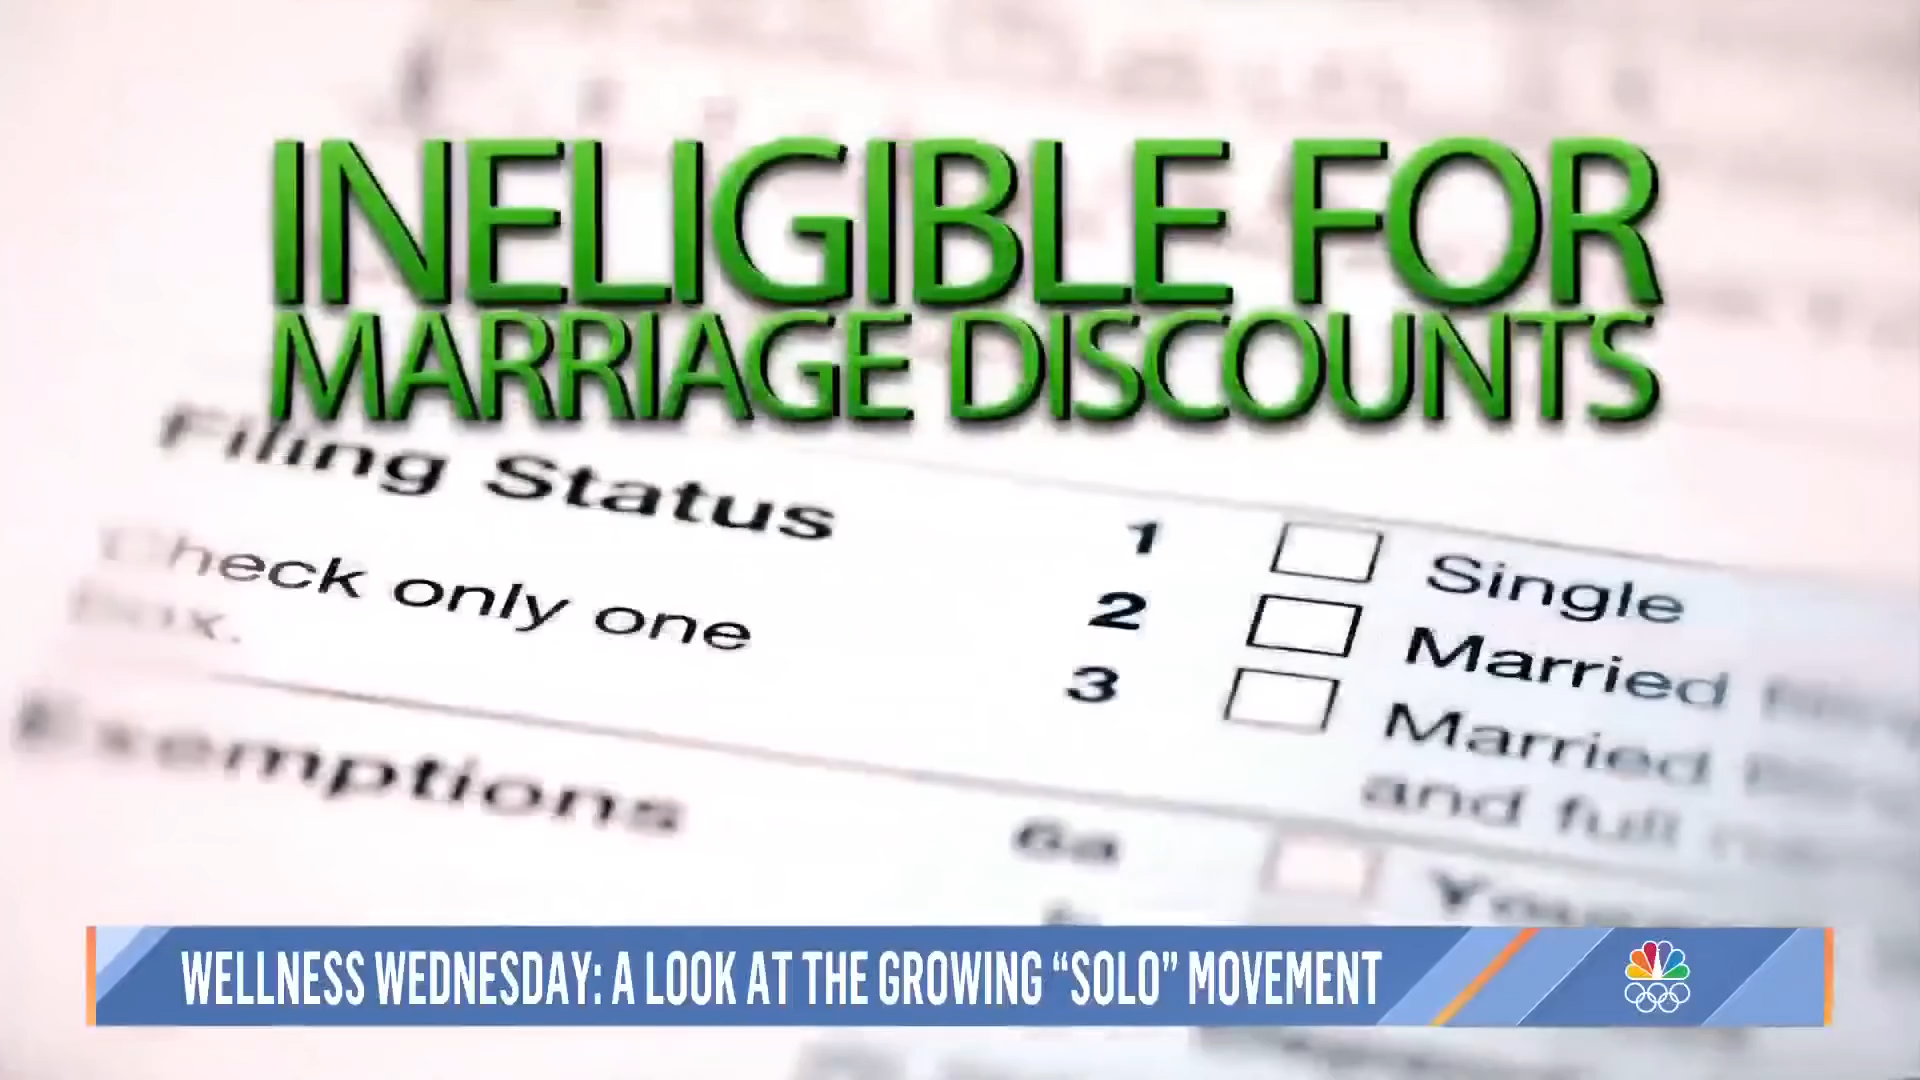 INELIGIBLE FOR
MARRIAGE DISCOUNTS
Filing Status
Check only one
box.
1 Single
2 Married
3 Married
and full
Exemptions
6a
WELLNESS WEDNESDAY: A LOOK AT THE GROWING “SOLO” MOVEMENT